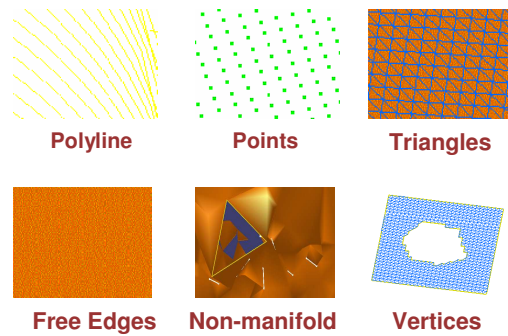 Polyline
Points
Triangles
Free Edges
Non-manifold
Vertices